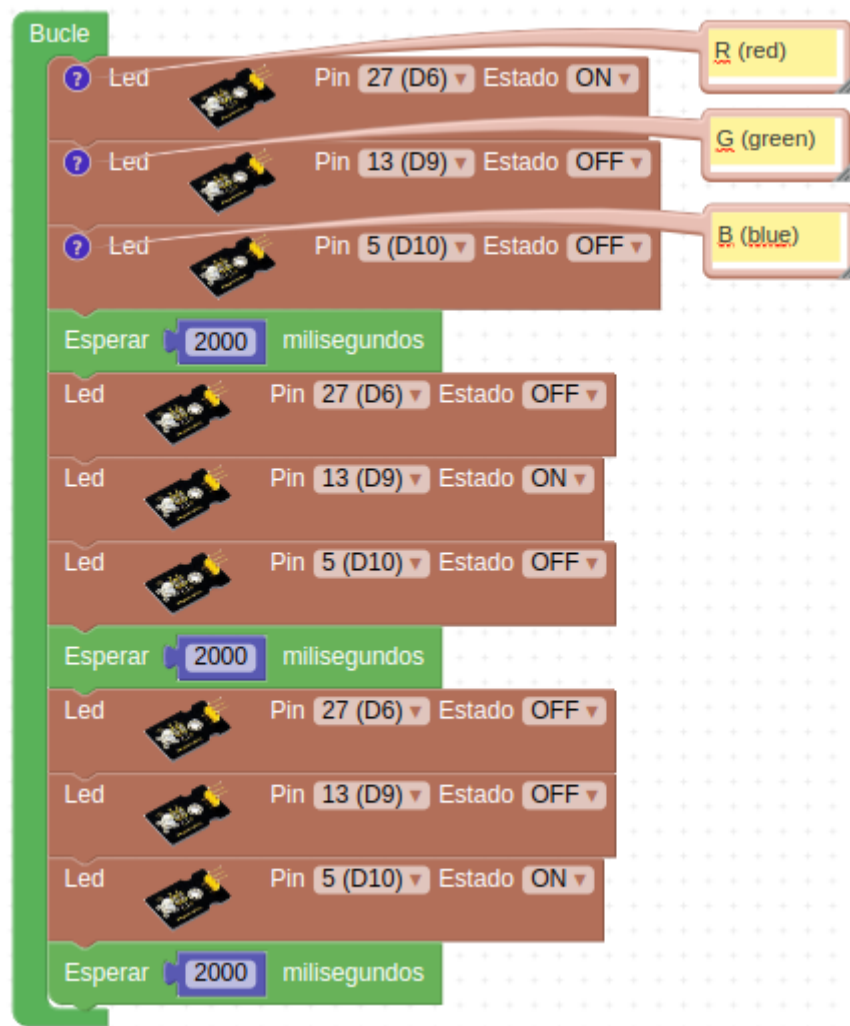 Bucle
Led Pin 27 (D6) Estado ON
R (red)
Led Pin 13 (D9) Estado OFF
G (green)
Led Pin 5 (D10) Estado OFF
B (blue)
Esperar 2000 milisegundos
Led Pin 27 (D6) Estado OFF
Led Pin 13 (D9) Estado ON
Led Pin 5 (D10) Estado OFF
Esperar 2000 milisegundos
Led Pin 27 (D6) Estado OFF
Led Pin 13 (D9) Estado OFF
Led Pin 5 (D10) Estado ON
Esperar 2000 milisegundos